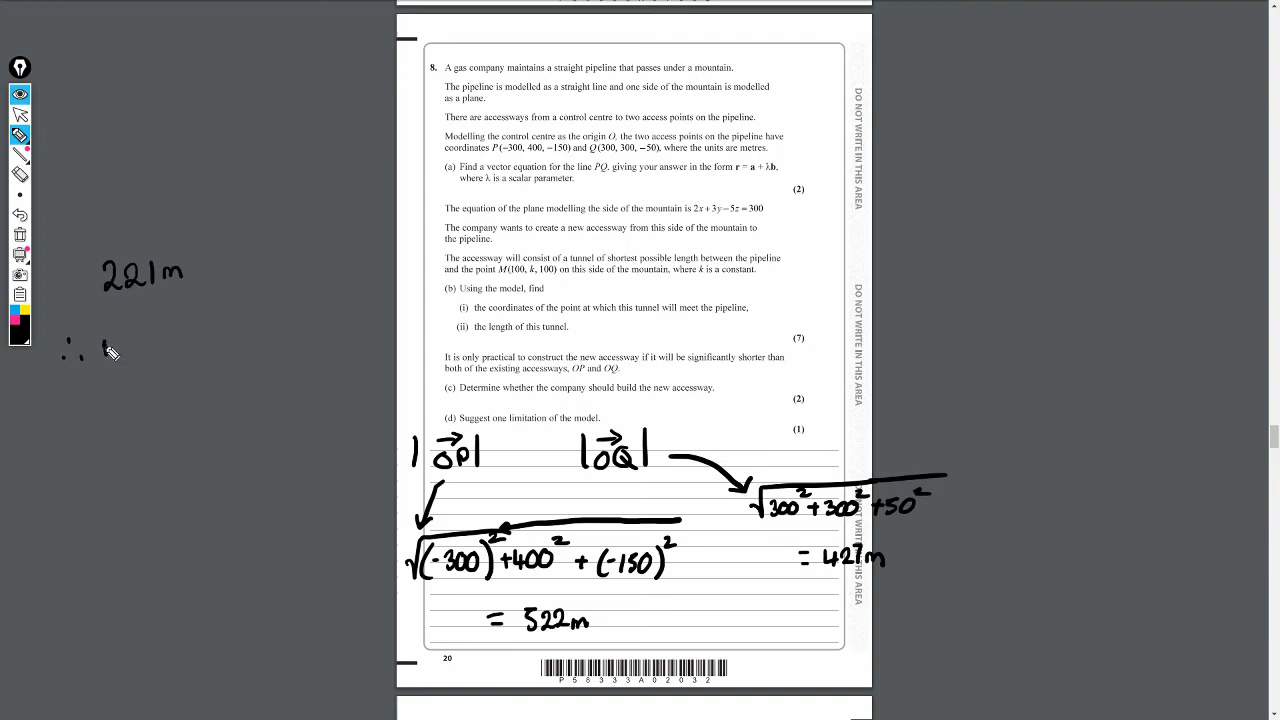 8. A gas company maintains a straight pipeline that passes under a mountain.
The pipeline is modelled as a straight line and one side of the mountain is modelled
as a plane.
There are accessways from a control centre to two access points on the pipeline.
Modelling the control centre as the origin O, the two access points on the pipeline have
coordinates P(−300, 400, −150) and Q(300, 300, −50), where the units are metres.
(a) Find a vector equation for the line PQ, giving your answer in the form r = a + λb,
where λ is a scalar parameter.
(2)
The equation of the plane modelling the side of the mountain is 2x + 3y − 5z = 300
The company wants to create a new accessway from this side of the mountain to
the pipeline.
The accessway will consist of a tunnel of shortest possible length between the pipeline
and the point M(100, k, 100) on this side of the mountain, where k is a constant.
(b) Using the model, find
(i) the coordinates of the point at which this tunnel will meet the pipeline,
(ii) the length of this tunnel.
(7)
It is only practical to construct the new accessway if it will be significantly shorter than
both of the existing accessways, OP and OQ.
(c) Determine whether the company should build the new accessway.
(2)
(d) Suggest one limitation of the model.
(1)
221m
∴
|OP| |OQ|
√300² + 300² + 50²
= 427m
√(-300)² + 400² + (-150)²
= 522m
20
P58333A02032
DO NOT WRITE IN THIS AREA
DO NOT WRITE IN THIS AREA
DO NOT WRITE IN THIS AREA